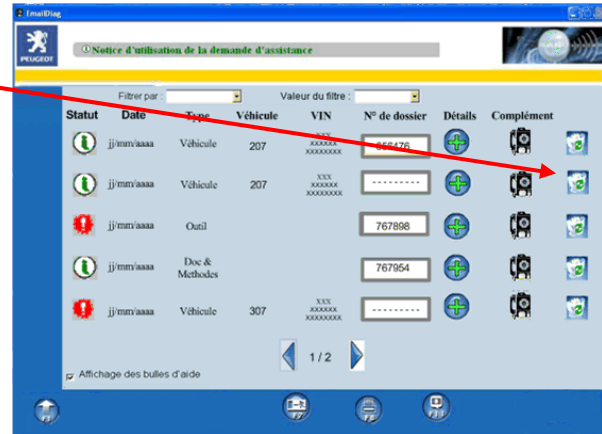 EmalDiag
PEUGEOT
Notice d'utilisation de la demande d'assistance
Filtrer par : Valeur du filtre :
Statut Date Type Véhicule VIN N° de dossier Détails Complément
jj/mm/aaaa Véhicule 207 xxx xxxxxx xxxxxxxx 666476
jj/mm/aaaa Véhicule 207 xxx xxxxxx xxxxxxxx ---------
jj/mm/aaaa Outil 767898
jj/mm/aaaa Doc & Methodes 767954
jj/mm/aaaa Véhicule 307 xxx xxxxxx xxxxxxxx ---------
1 / 2
Affichage des bulles d'aide